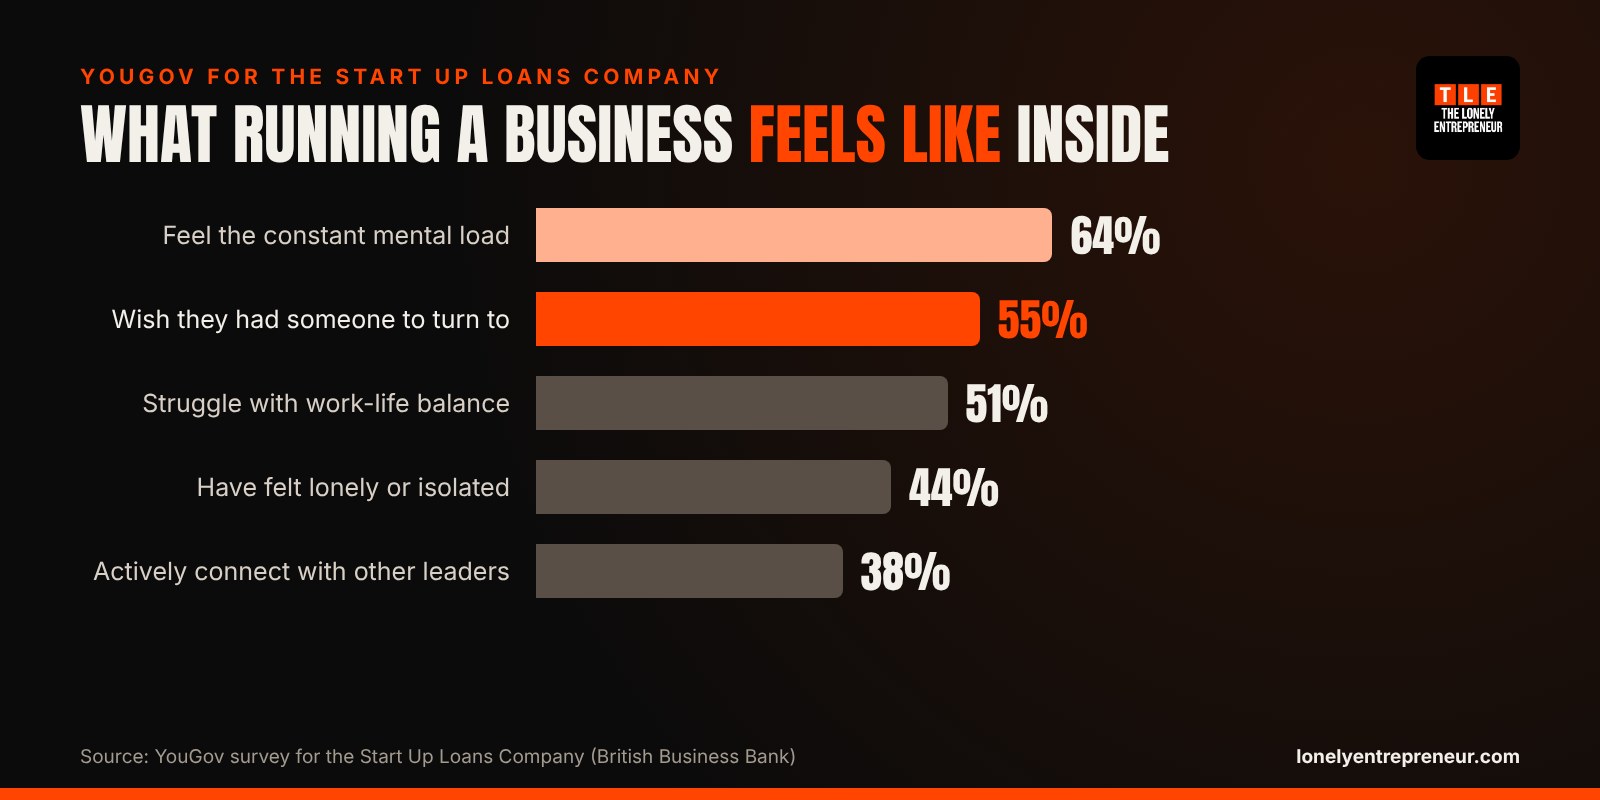 YOUGOV FOR THE START UP LOANS COMPANY
WHAT RUNNING A BUSINESS FEELS LIKE INSIDE
TLE
THE LONELY
ENTREPRENEUR
Feel the constant mental load 64%
Wish they had someone to turn to 55%
Struggle with work-life balance 51%
Have felt lonely or isolated 44%
Actively connect with other leaders 38%
Source: YouGov survey for the Start Up Loans Company (British Business Bank)
lonelyentrepreneur.com